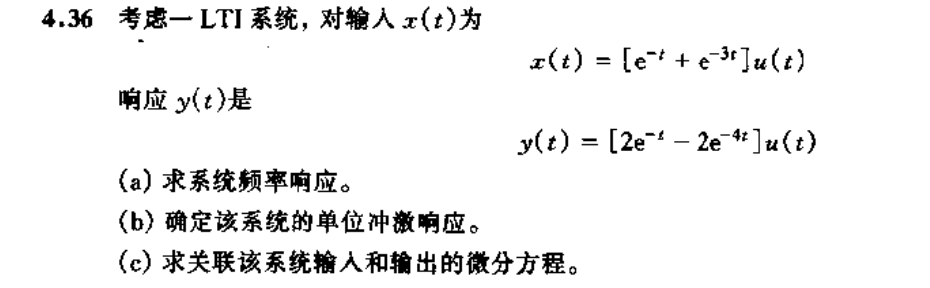 4.36 考虑一 LTI 系统，对输入 x(t)为
x(t) = [e⁻ᵗ + e⁻³ᵗ]u(t)
响应 y(t)是
y(t) = [2e⁻ᵗ − 2e⁻⁴ᵗ]u(t)
(a) 求系统频率响应。
(b) 确定该系统的单位冲激响应。
(c) 求关联该系统输入和输出的微分方程。